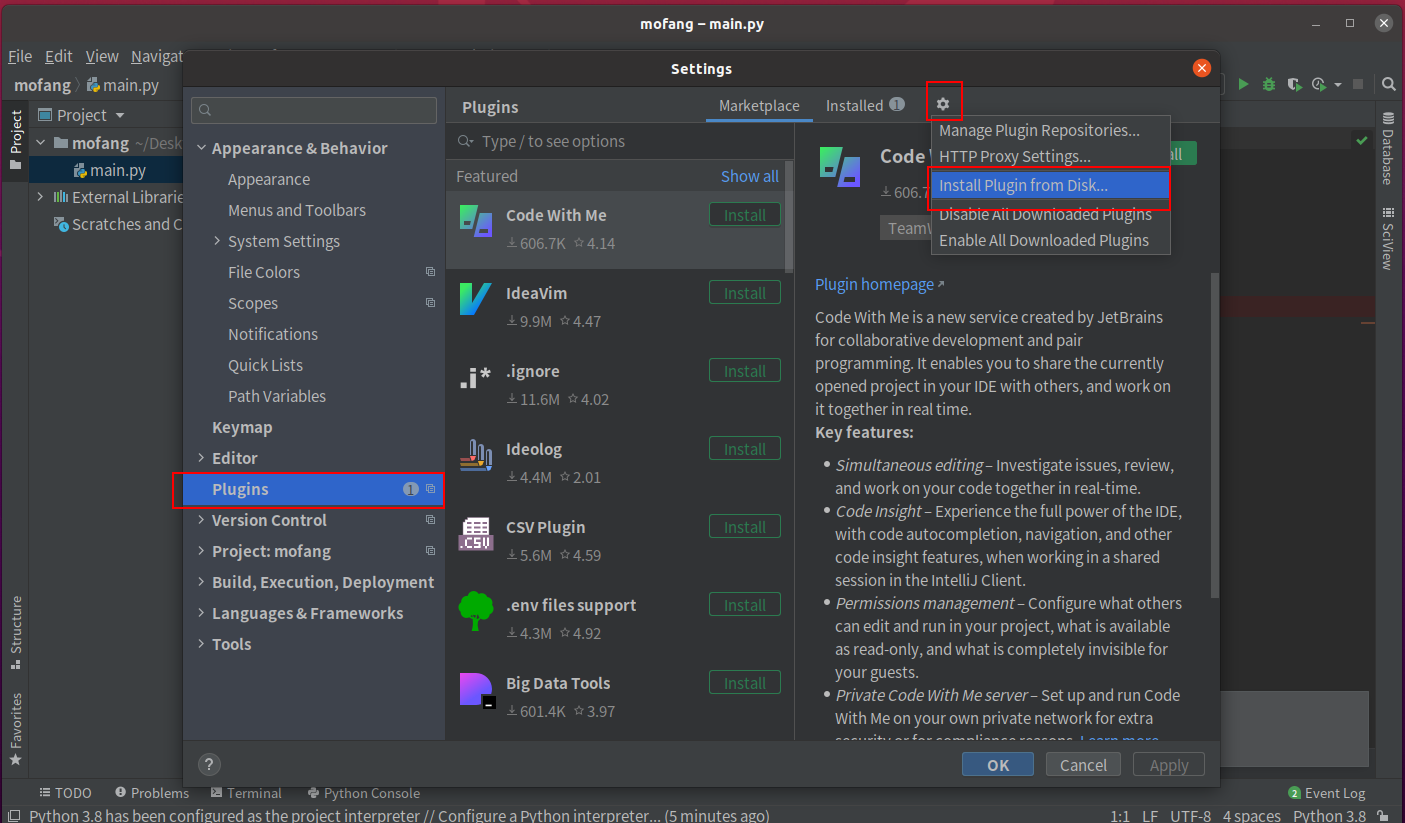 mofang – main.py
File Edit View Navigat
mofang main.py
Project
mofang ~/Desk
main.py
External Librarie
Scratches and C
Project
Structure
Favorites
Settings
Appearance & Behavior
Appearance
Menus and Toolbars
System Settings
File Colors
Scopes
Notifications
Quick Lists
Path Variables
Keymap
Editor
Plugins 1
Version Control
Project: mofang
Build, Execution, Deployment
Languages & Frameworks
Tools
Plugins Marketplace Installed 1
Type / to see options
Featured Show all
Code With Me Install
606.7K 4.14
IdeaVim Install
9.9M 4.47
.i*
.ignore Install
11.6M 4.02
Ideolog Install
4.4M 2.01
.CSV
CSV Plugin Install
5.6M 4.59
.env files support Install
4.3M 4.92
Big Data Tools Install
601.4K 3.97
Manage Plugin Repositories...
HTTP Proxy Settings...
Install Plugin from Disk...
Disable All Downloaded Plugins
Enable All Downloaded Plugins
Code
606.7
Team
Plugin homepage
Code With Me is a new service created by JetBrains
for collaborative development and pair
programming. It enables you to share the currently
opened project in your IDE with others, and work on
it together in real time.
Key features:
• Simultaneous editing – Investigate issues, review,
and work on your code together in real-time.
• Code Insight – Experience the full power of the IDE,
with code autocompletion, navigation, and other
code insight features, when working in a shared
session in the IntelliJ Client.
• Permissions management – Configure what others
can edit and run in your project, what is available
as read-only, and what is completely invisible for
your guests.
• Private Code With Me server – Set up and run Code
With Me on your own private network for extra
security or for compliance reasons. Learn more
? OK Cancel Apply
Database
SciView
TODO Problems Terminal Python Console 2 Event Log
Python 3.8 has been configured as the project interpreter // Configure a Python interpreter... (5 minutes ago) 1:1 LF UTF-8 4 spaces Python 3.8